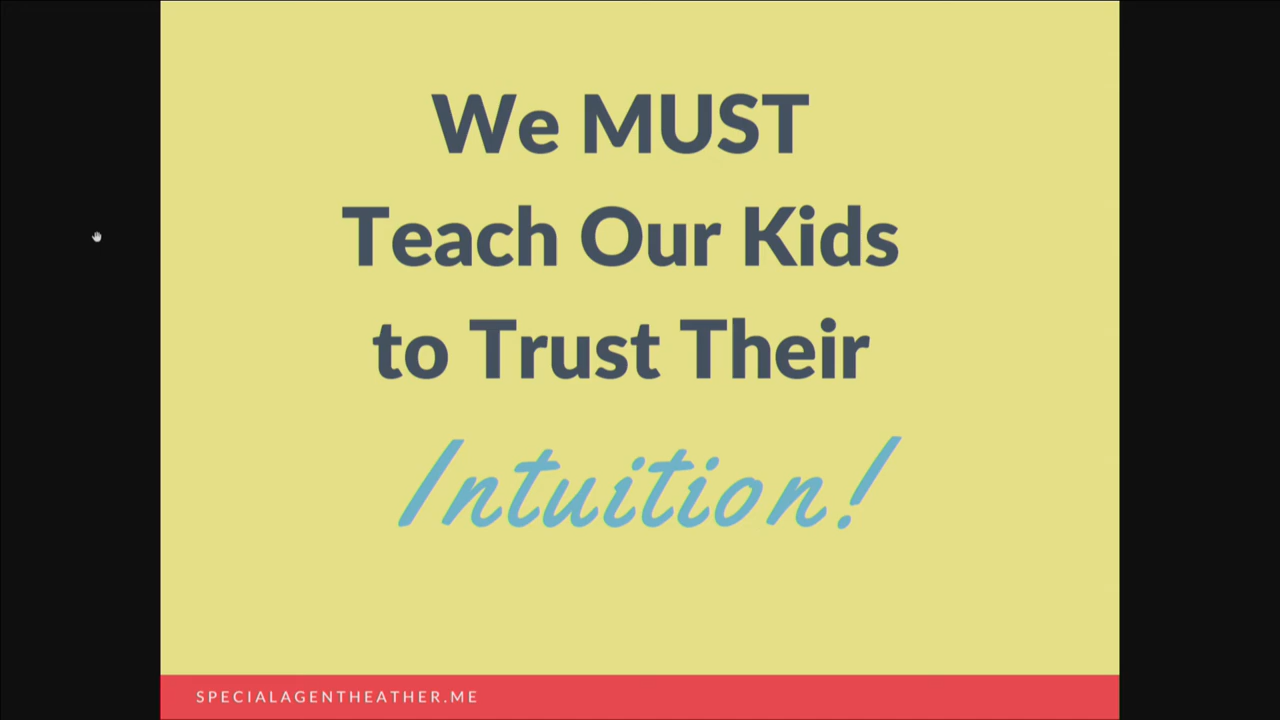 We MUST
Teach Our Kids
to Trust Their
Intuition!
SPECIALAGENTHEATHER.ME